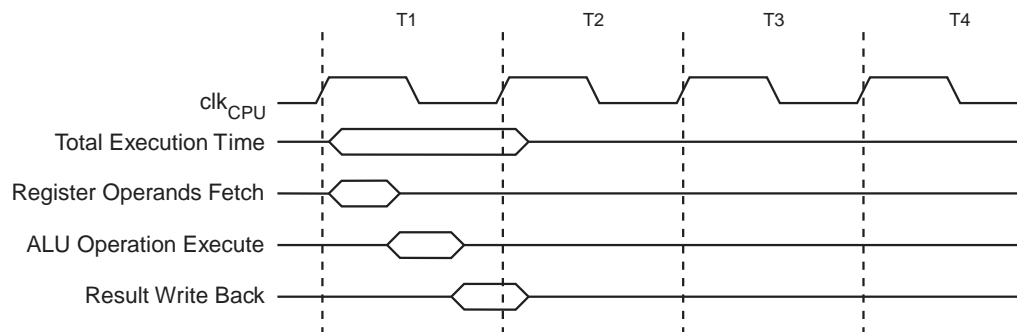 T1 T2 T3 T4
clkCPU
Total Execution Time
Register Operands Fetch
ALU Operation Execute
Result Write Back